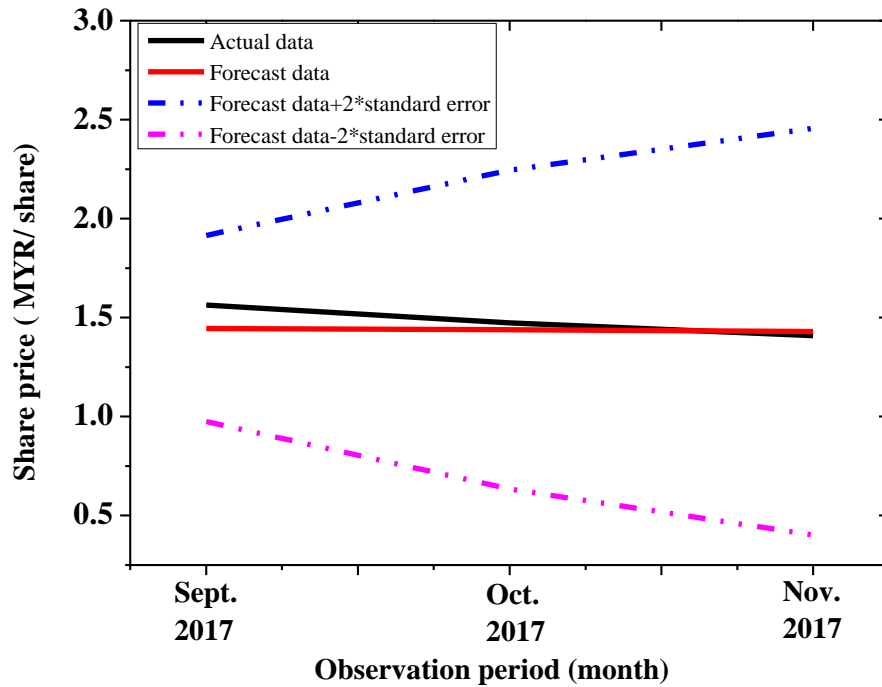 3.0
2.5
2.0
1.5
1.0
0.5
Share price ( MYR/ share)
Actual data
Forecast data
Forecast data+2*standard error
Forecast data-2*standard error
Sept.
2017
Oct.
2017
Nov.
2017
Observation period (month)